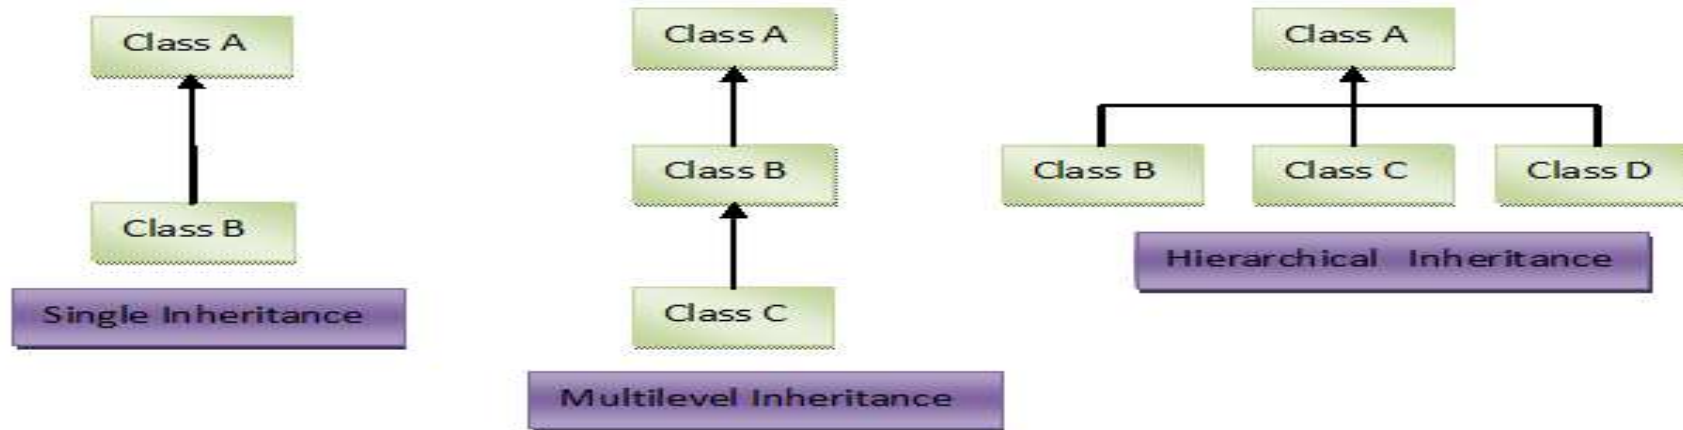 Class A
Class B
Single Inheritance
Class A
Class B
Class C
Multilevel Inheritance
Class A
Class B
Class C
Class D
Hierarchical Inheritance